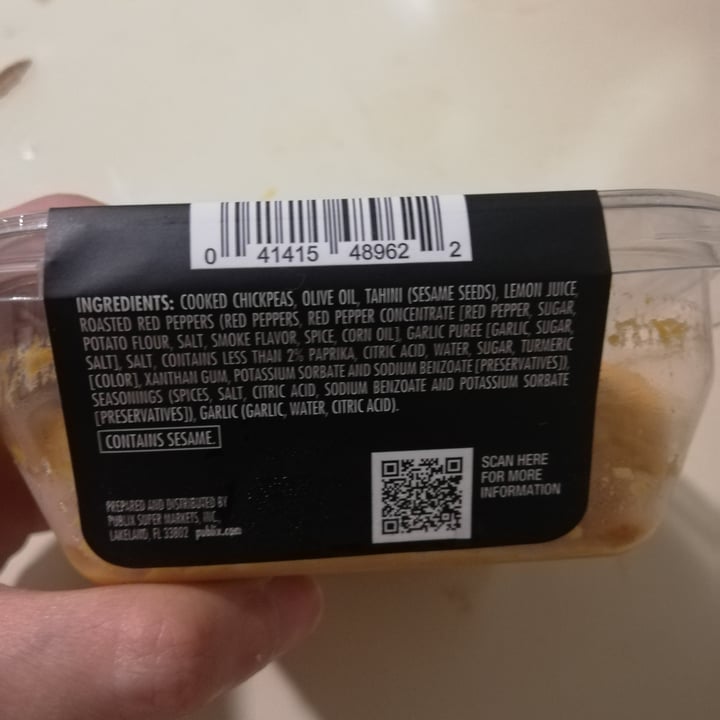 0 41415 48962 2
INGREDIENTS: COOKED CHICKPEAS, OLIVE OIL, TAHINI (SESAME SEEDS), LEMON JUICE,
ROASTED RED PEPPERS (RED PEPPERS, RED PEPPER CONCENTRATE [RED PEPPER, SUGAR,
POTATO FLOUR, SALT, SMOKE FLAVOR, SPICE, CORN OIL], GARLIC PUREE [GARLIC, SUGAR,
SALT], SALT, CONTAINS LESS THAN 2% PAPRIKA, CITRIC ACID, WATER, SUGAR, TURMERIC
[COLOR], XANTHAN GUM, POTASSIUM SORBATE AND SODIUM BENZOATE [PRESERVATIVES]),
SEASONINGS (SPICES, SALT, CITRIC ACID, SODIUM BENZOATE AND POTASSIUM SORBATE
[PRESERVATIVES]), GARLIC (GARLIC, WATER, CITRIC ACID).
CONTAINS SESAME.
SCAN HERE
FOR MORE
INFORMATION
PREPARED AND DISTRIBUTED BY
PUBLIX SUPER MARKETS, INC.
LAKELAND, FL 33802 publix.com